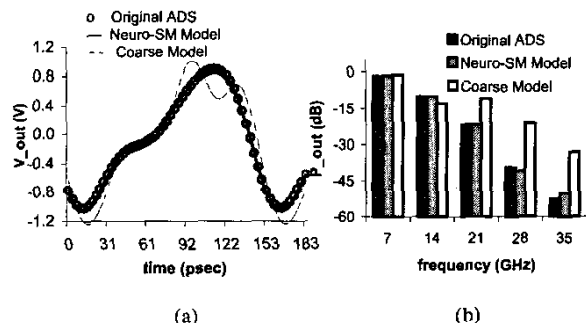 Original ADS
Neuro-SM Model
Coarse Model
1.2
0.8
0.4
0.0
-0.4
-0.8
-1.2
V_out (V)
0 31 61 92 122 153 183
time (psec)
(a)
Original ADS
Neuro-SM Model
Coarse Model
0
-15
-30
-45
-60
P_out (dB)
7 14 21 28 35
frequency (GHz)
(b)